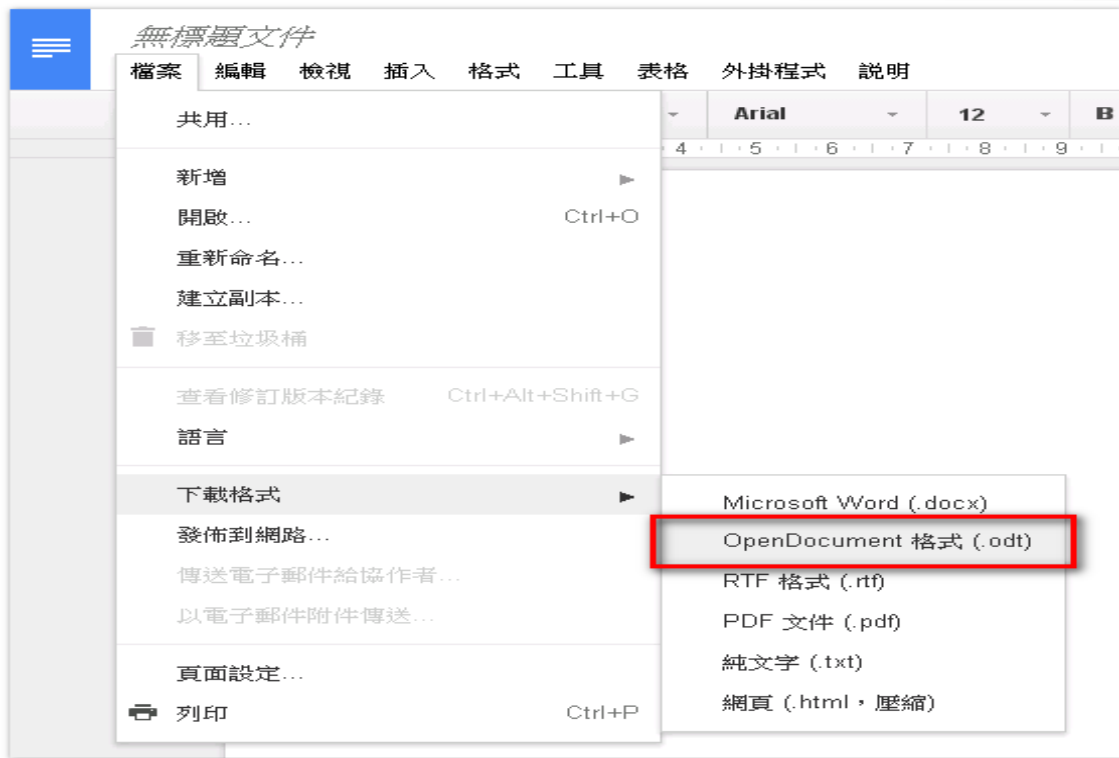 無標題文件
檔案 編輯 檢視 插入 格式 工具 表格 外掛程式 說明
Arial 12 B
4 5 6 7 8 9
共用...
新增
開啟... Ctrl+O
重新命名...
建立副本...
移至垃圾桶
查看修訂版本紀錄 Ctrl+Alt+Shift+G
語言
下載格式
發佈到網路...
傳送電子郵件給協作者...
以電子郵件附件傳送...
頁面設定...
列印 Ctrl+P
Microsoft Word (.docx)
OpenDocument 格式 (.odt)
RTF 格式 (.rtf)
PDF 文件 (.pdf)
純文字 (.txt)
網頁 (.html,壓縮)